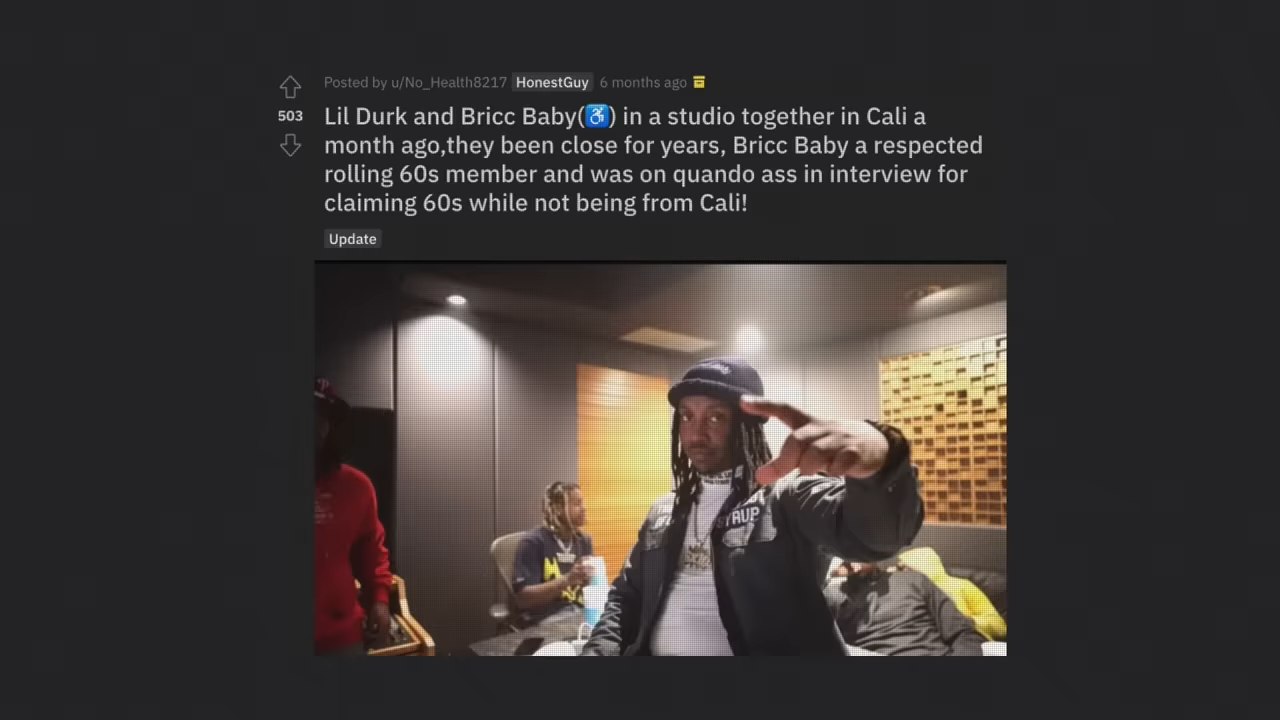 Posted by u/No_Health8217 HonestGuy 6 months ago
503
Lil Durk and Bricc Baby(♿) in a studio together in Cali a
month ago,they been close for years, Bricc Baby a respected
rolling 60s member and was on quando ass in interview for
claiming 60s while not being from Cali!
Update